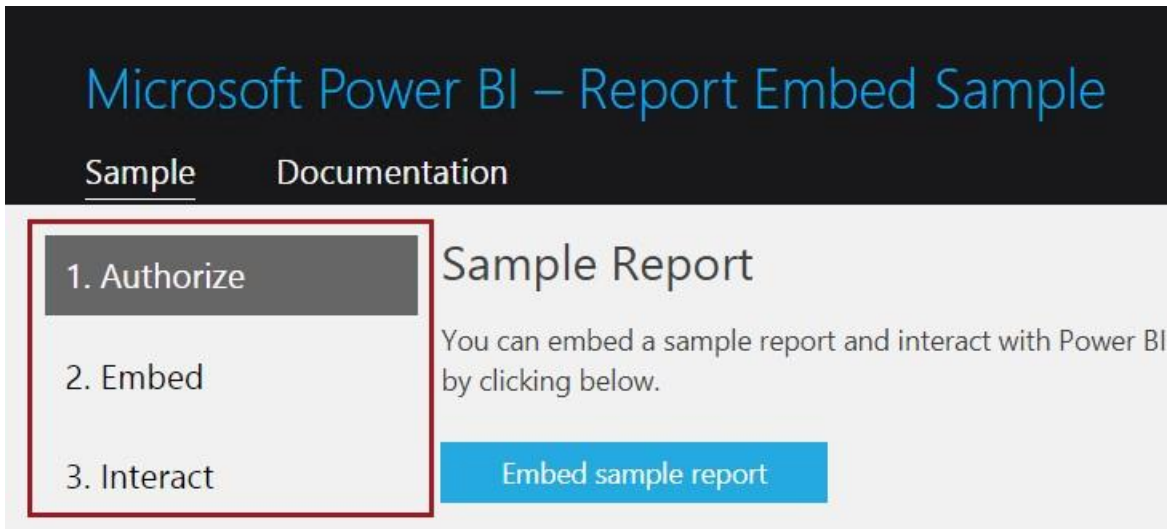 Microsoft Power BI – Report Embed Sample
Sample Documentation
1. Authorize
2. Embed
3. Interact
Sample Report
You can embed a sample report and interact with Power BI
by clicking below.
Embed sample report